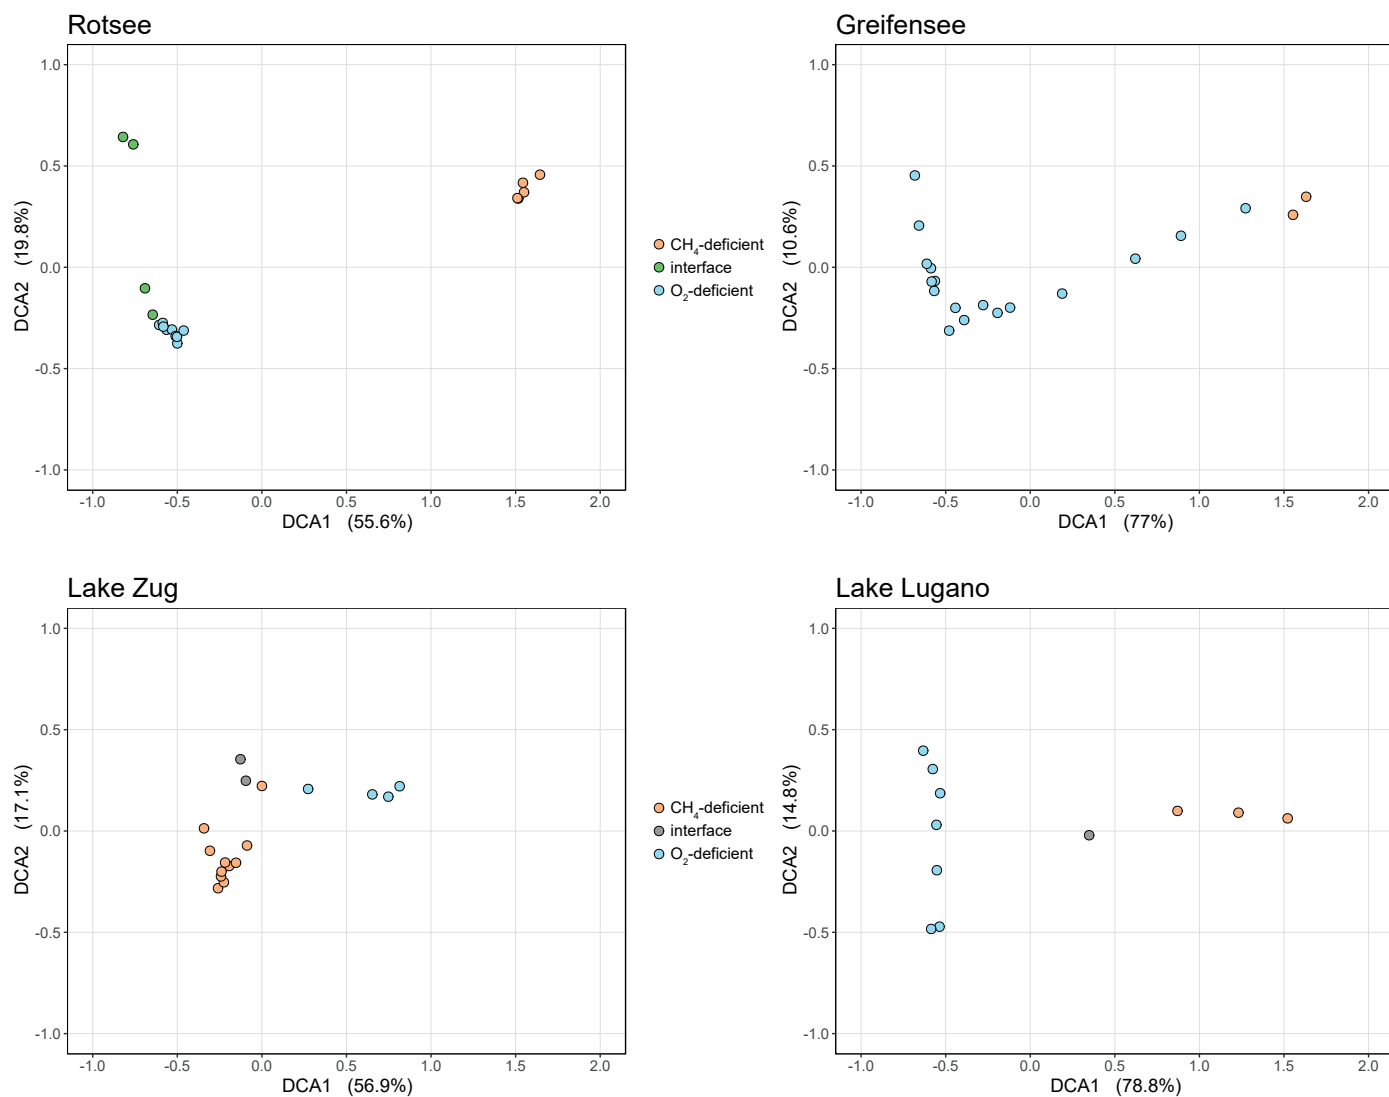 Rotsee
1.0
0.5
0.0
-0.5
-1.0
DCA2 (19.8%)
-1.0 -0.5 0.0 0.5 1.0 1.5 2.0
DCA1 (55.6%)
CH4-deficient
interface
O2-deficient
Greifensee
1.0
0.5
0.0
-0.5
-1.0
DCA2 (10.6%)
-1.0 -0.5 0.0 0.5 1.0 1.5 2.0
DCA1 (77%)
Lake Zug
1.0
0.5
0.0
-0.5
-1.0
DCA2 (17.1%)
-1.0 -0.5 0.0 0.5 1.0 1.5 2.0
DCA1 (56.9%)
CH4-deficient
interface
O2-deficient
Lake Lugano
1.0
0.5
0.0
-0.5
-1.0
DCA2 (14.8%)
-1.0 -0.5 0.0 0.5 1.0 1.5 2.0
DCA1 (78.8%)